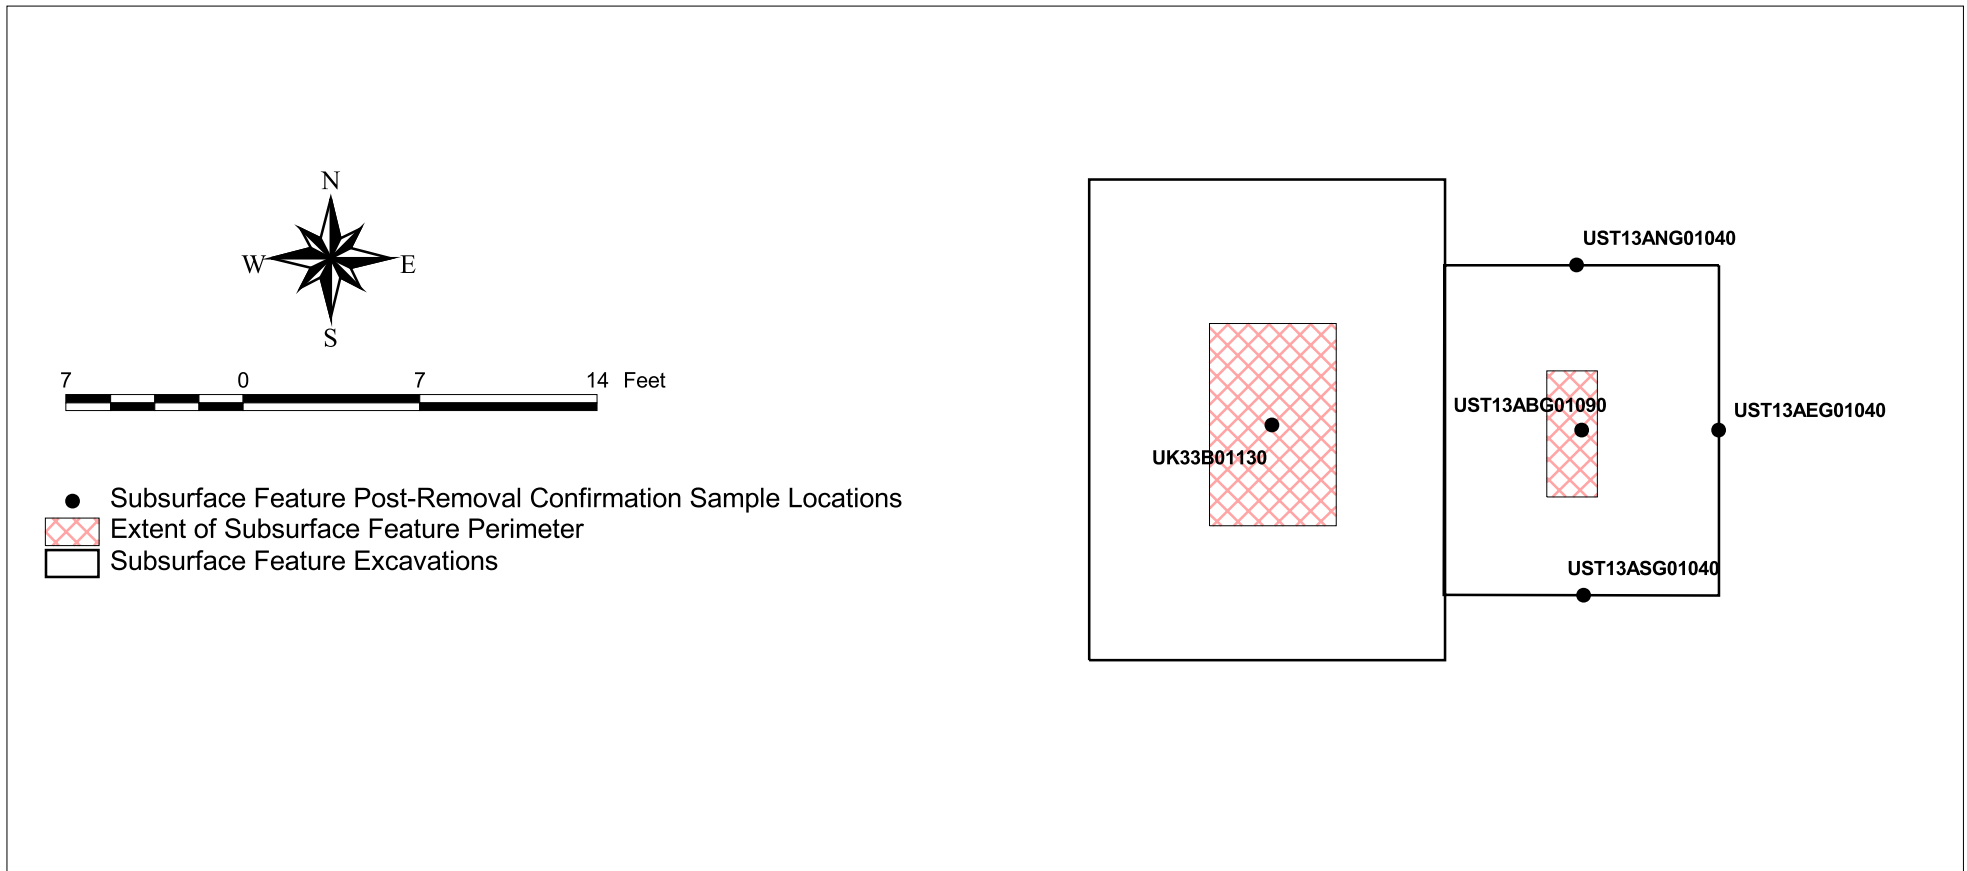 N
W E
S
7 0 7 14 Feet
Subsurface Feature Post-Removal Confirmation Sample Locations
Extent of Subsurface Feature Perimeter
Subsurface Feature Excavations
UST13ANG01040
UST13ABG01090
UST13AEG01040
UK33B01130
UST13ASG01040